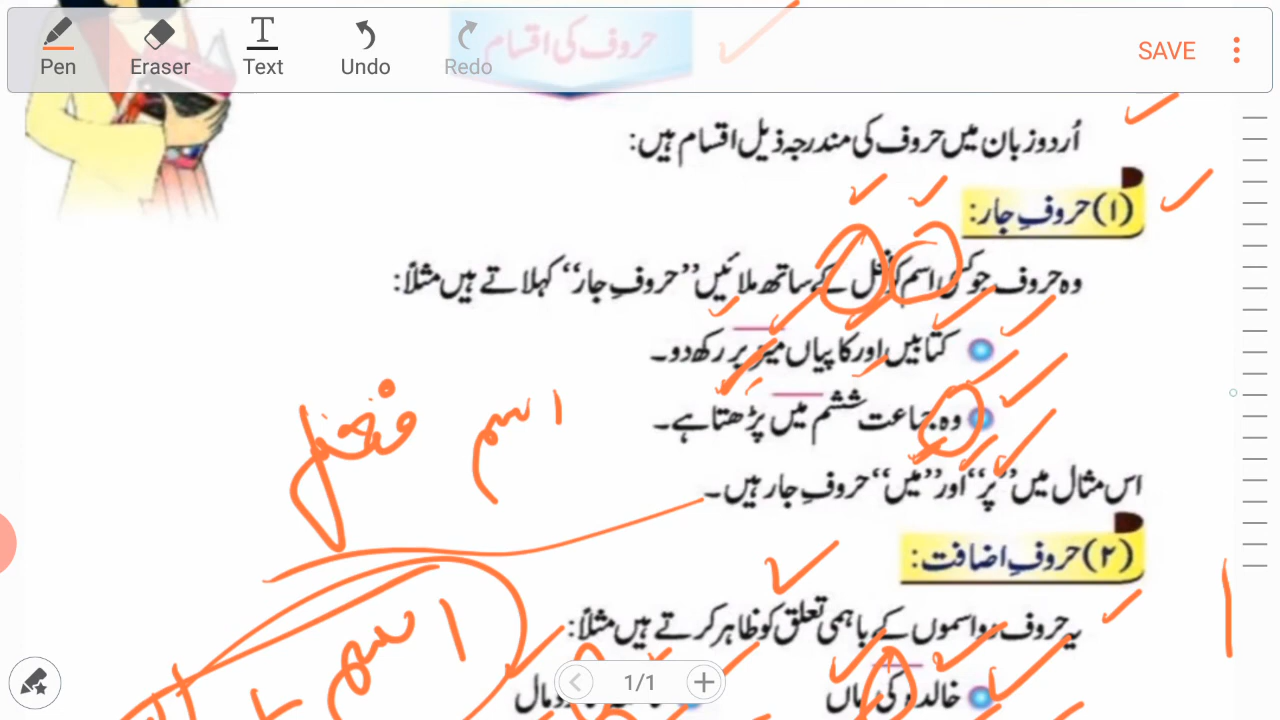 Pen Eraser Text Undo Redo SAVE
حروف کی اقسام
اُردو زبان میں حروف کی مندرجہ ذیل اقسام ہیں:
(۱) حروفِ جار:
وہ حروف جو کسی اسم کو فعل کے ساتھ ملائیں ”حروفِ جار“ کہلاتے ہیں مثلاً:
کتابیں اور کاپیاں میز پر رکھ دو۔
وہ جماعت ششم میں پڑھتا ہے۔
اسم فعل
اس مثال میں ”پر“ اور ”میں“ حروفِ جار ہیں۔
(۲) حروفِ اضافت:
یہ حروف دو اسموں کے باہمی تعلق کو ظاہر کرتے ہیں مثلاً:
اسم
خالدہ کی ماں
1/1